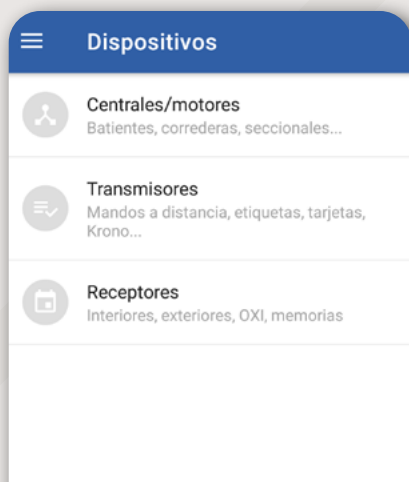 Dispositivos
Centrales/motores
Batientes, correderas, seccionales...
Transmisores
Mandos a distancia, etiquetas, tarjetas,
Krono...
Receptores
Interiores, exteriores, OXI, memorias